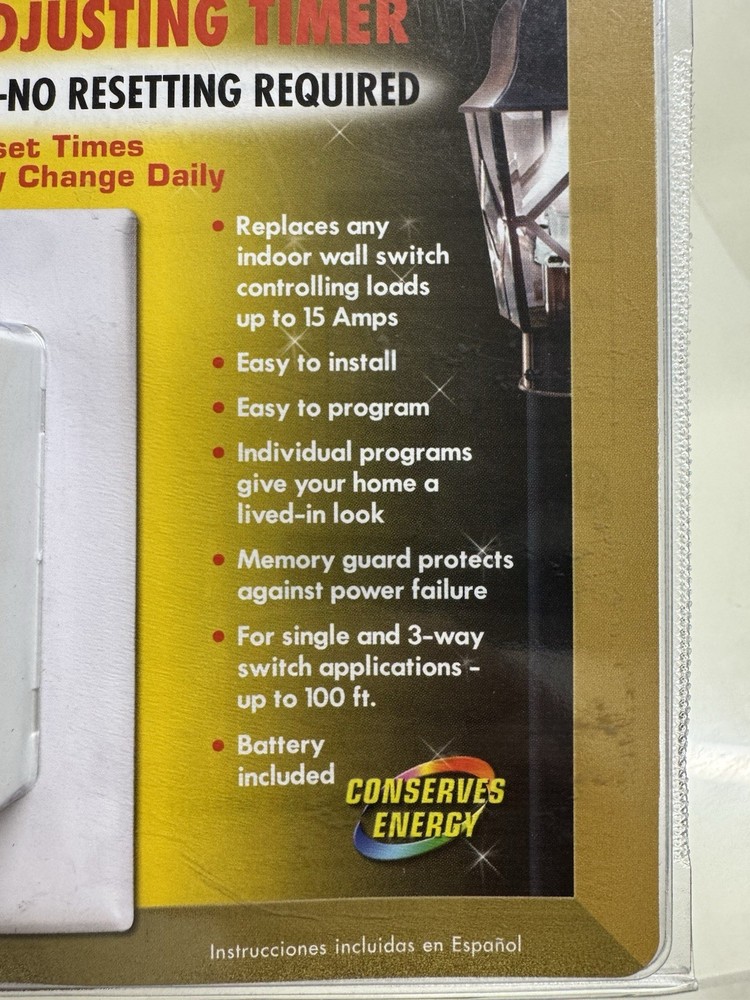 DJUSTING TIMER
-NO RESETTING REQUIRED
set Times
y Change Daily
• Replaces any
indoor wall switch
controlling loads
up to 15 Amps
• Easy to install
• Easy to program
• Individual programs
give your home a
lived-in look
• Memory guard protects
against power failure
• For single and 3-way
switch applications -
up to 100 ft.
• Battery
included
CONSERVES
ENERGY
Instrucciones incluidas en Español